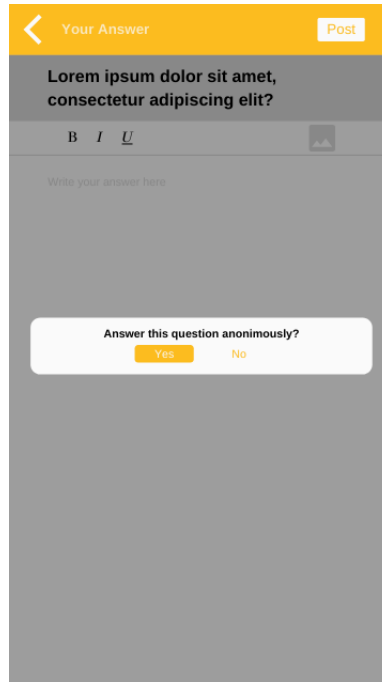 Your Answer
Post
Lorem ipsum dolor sit amet,
consectetur adipiscing elit?
B I U
Write your answer here
Answer this question anonimously?
Yes No